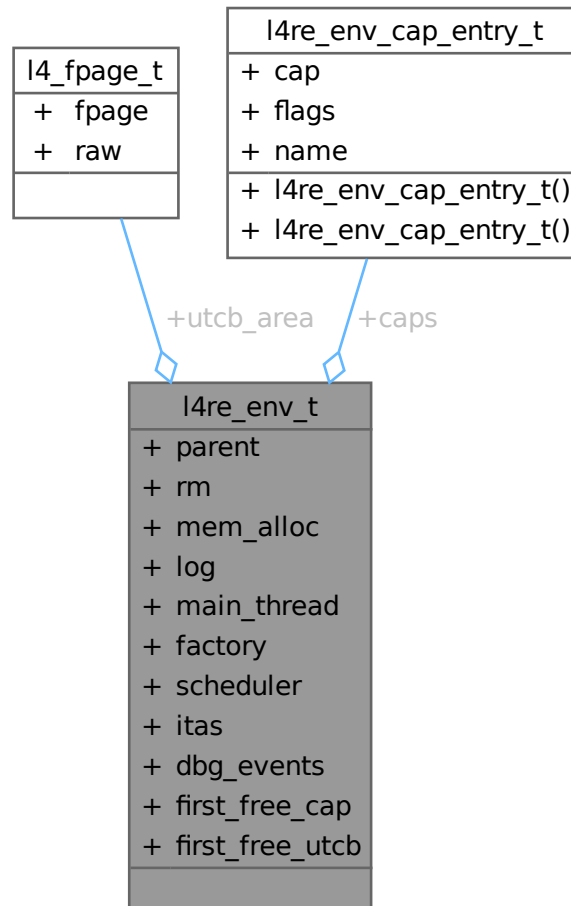 l4_fpage_t
+ fpage
+ raw
l4re_env_cap_entry_t
+ cap
+ flags
+ name
+ l4re_env_cap_entry_t()
+ l4re_env_cap_entry_t()
+utcb_area
+caps
l4re_env_t
+ parent
+ rm
+ mem_alloc
+ log
+ main_thread
+ factory
+ scheduler
+ itas
+ dbg_events
+ first_free_cap
+ first_free_utcb